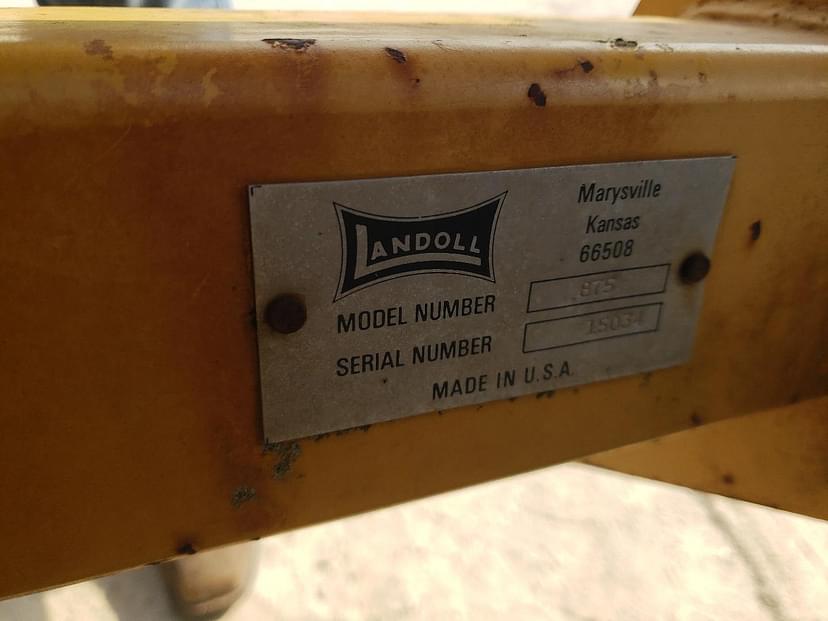 LANDOLL
Marysville
Kansas
66508
MODEL NUMBER 875
SERIAL NUMBER 15034
MADE IN U.S.A.